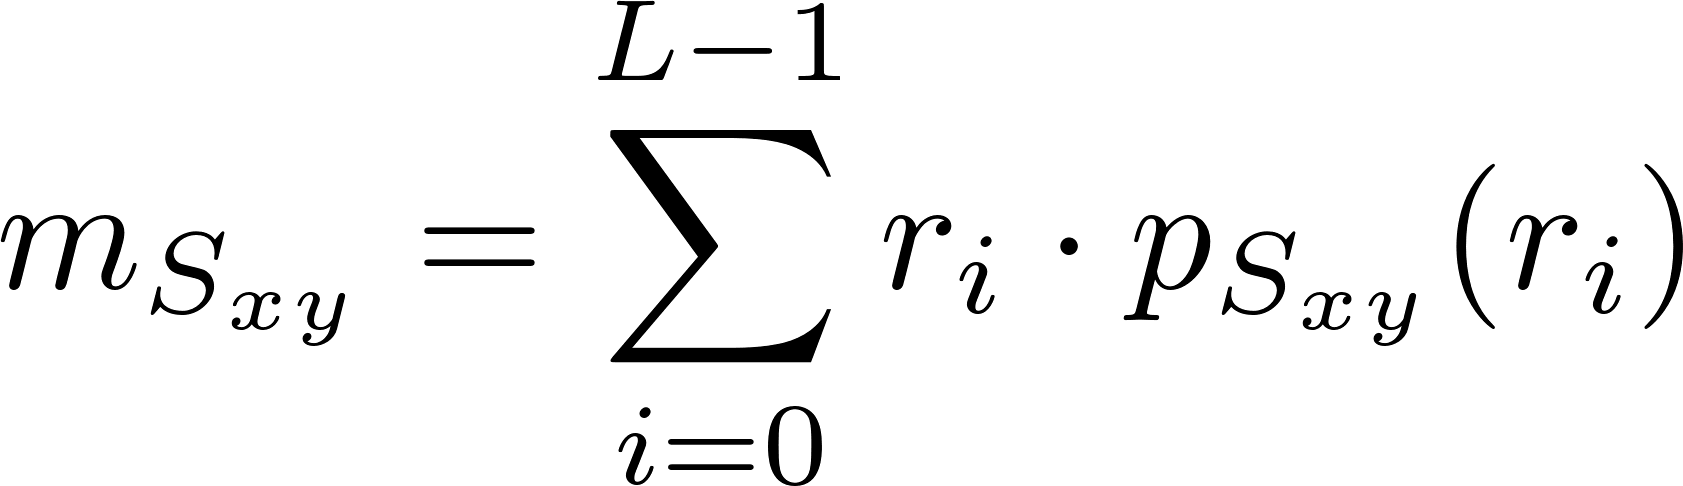 m_{S_{xy}} = \sum_{i=0}^{L-1} r_i \cdot p_{S_{xy}}(r_i)